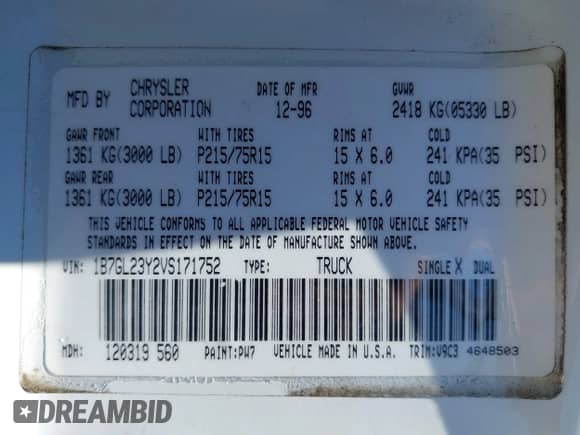 MFD BY CHRYSLER CORPORATION DATE OF MFR 12-96 GVWR 2418 KG(05330 LB)
GAWR FRONT WITH TIRES RIMS AT COLD
1361 KG(3000 LB) P215/75R15 15 X 6.0 241 KPA(35 PSI)
GAWR REAR WITH TIRES RIMS AT COLD
1361 KG(3000 LB) P215/75R15 15 X 6.0 241 KPA(35 PSI)
THIS VEHICLE CONFORMS TO ALL APPLICABLE FEDERAL MOTOR VEHICLE SAFETY
STANDARDS IN EFFECT ON THE DATE OF MANUFACTURE SHOWN ABOVE.
VIN: 1B7GL23Y2VS171752 TYPE: TRUCK SINGLE X DUAL
MDH: 120319 560 PAINT:PW7 VEHICLE MADE IN U.S.A. TRIM:V9C3 4648503
DREAMBID